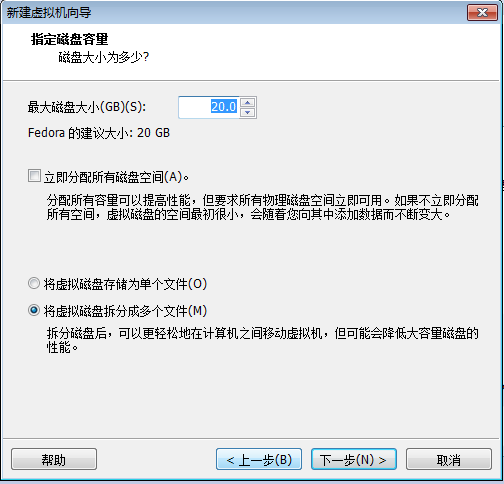 新建虚拟机向导
指定磁盘容量
磁盘大小为多少?
最大磁盘大小(GB)(S):
20.0
Fedora 的建议大小: 20 GB
立即分配所有磁盘空间(A)。
分配所有容量可以提高性能，但要求所有物理磁盘空间立即可用。如果不立即分配
所有空间，虚拟磁盘的空间最初很小，会随着您向其中添加数据而不断变大。
将虚拟磁盘存储为单个文件(O)
将虚拟磁盘拆分成多个文件(M)
拆分磁盘后，可以更轻松地在计算机之间移动虚拟机，但可能会降低大容量磁盘的
性能。
帮助
< 上一步(B)
下一步(N) >
取消